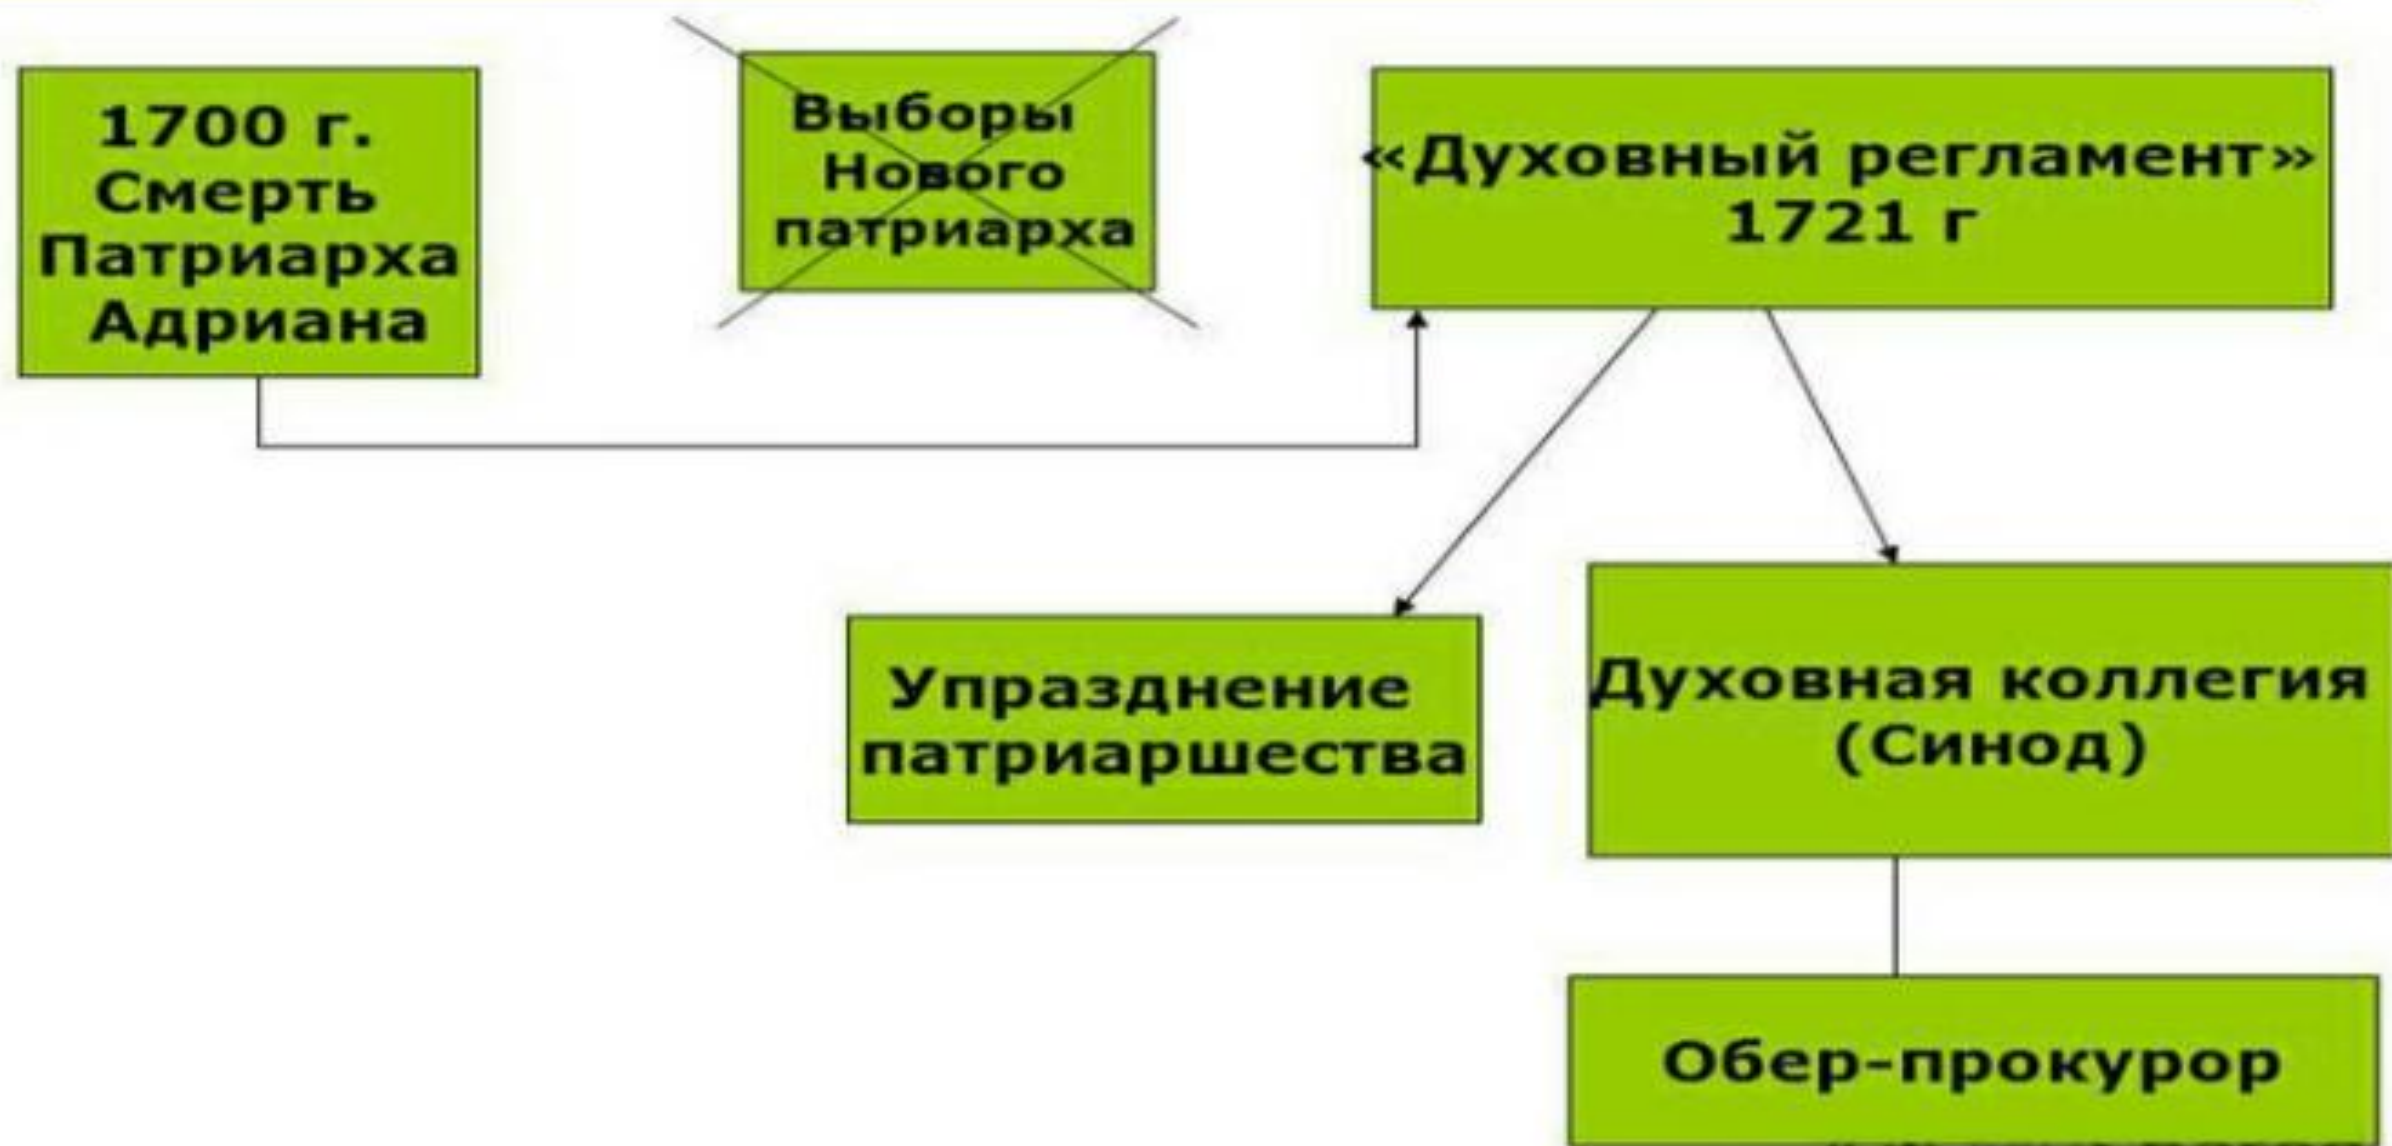 1700 г.
Смерть
Патриарха
Адриана
Выборы
Нового
патриарха
«Духовный регламент»
1721 г
Упразднение
патриаршества
Духовная коллегия
(Синод)
Обер-прокурор